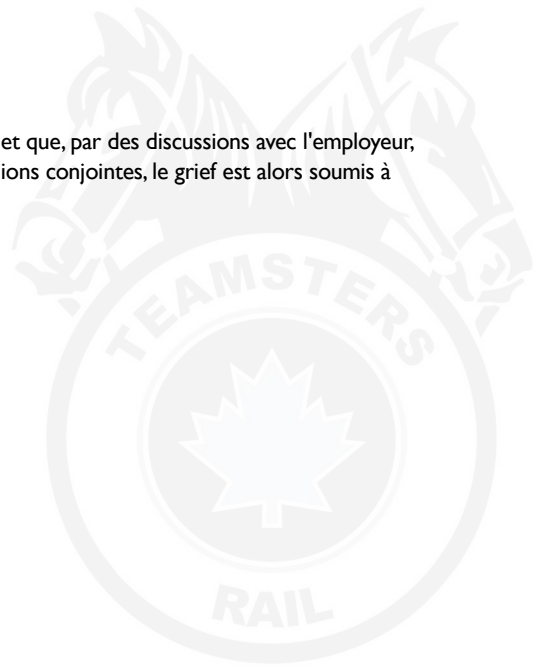 et que, par des discussions avec l'employeur,
ions conjointes, le grief est alors soumis à
TEAMSTERS
RAIL